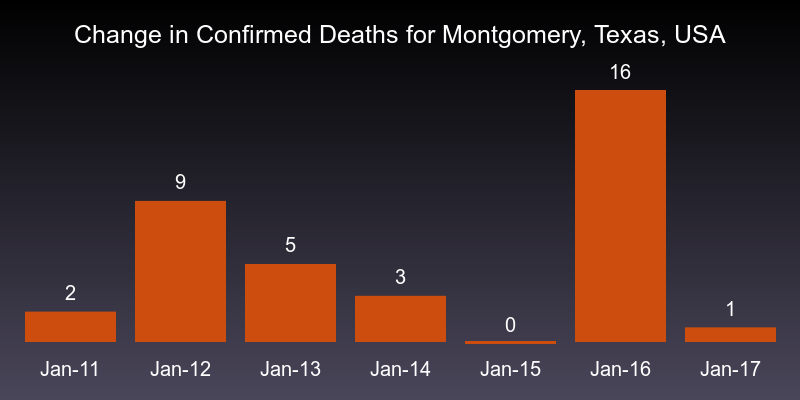 Change in Confirmed Deaths for Montgomery, Texas, USA
2
9
5
3
0
16
1
Jan-11
Jan-12
Jan-13
Jan-14
Jan-15
Jan-16
Jan-17